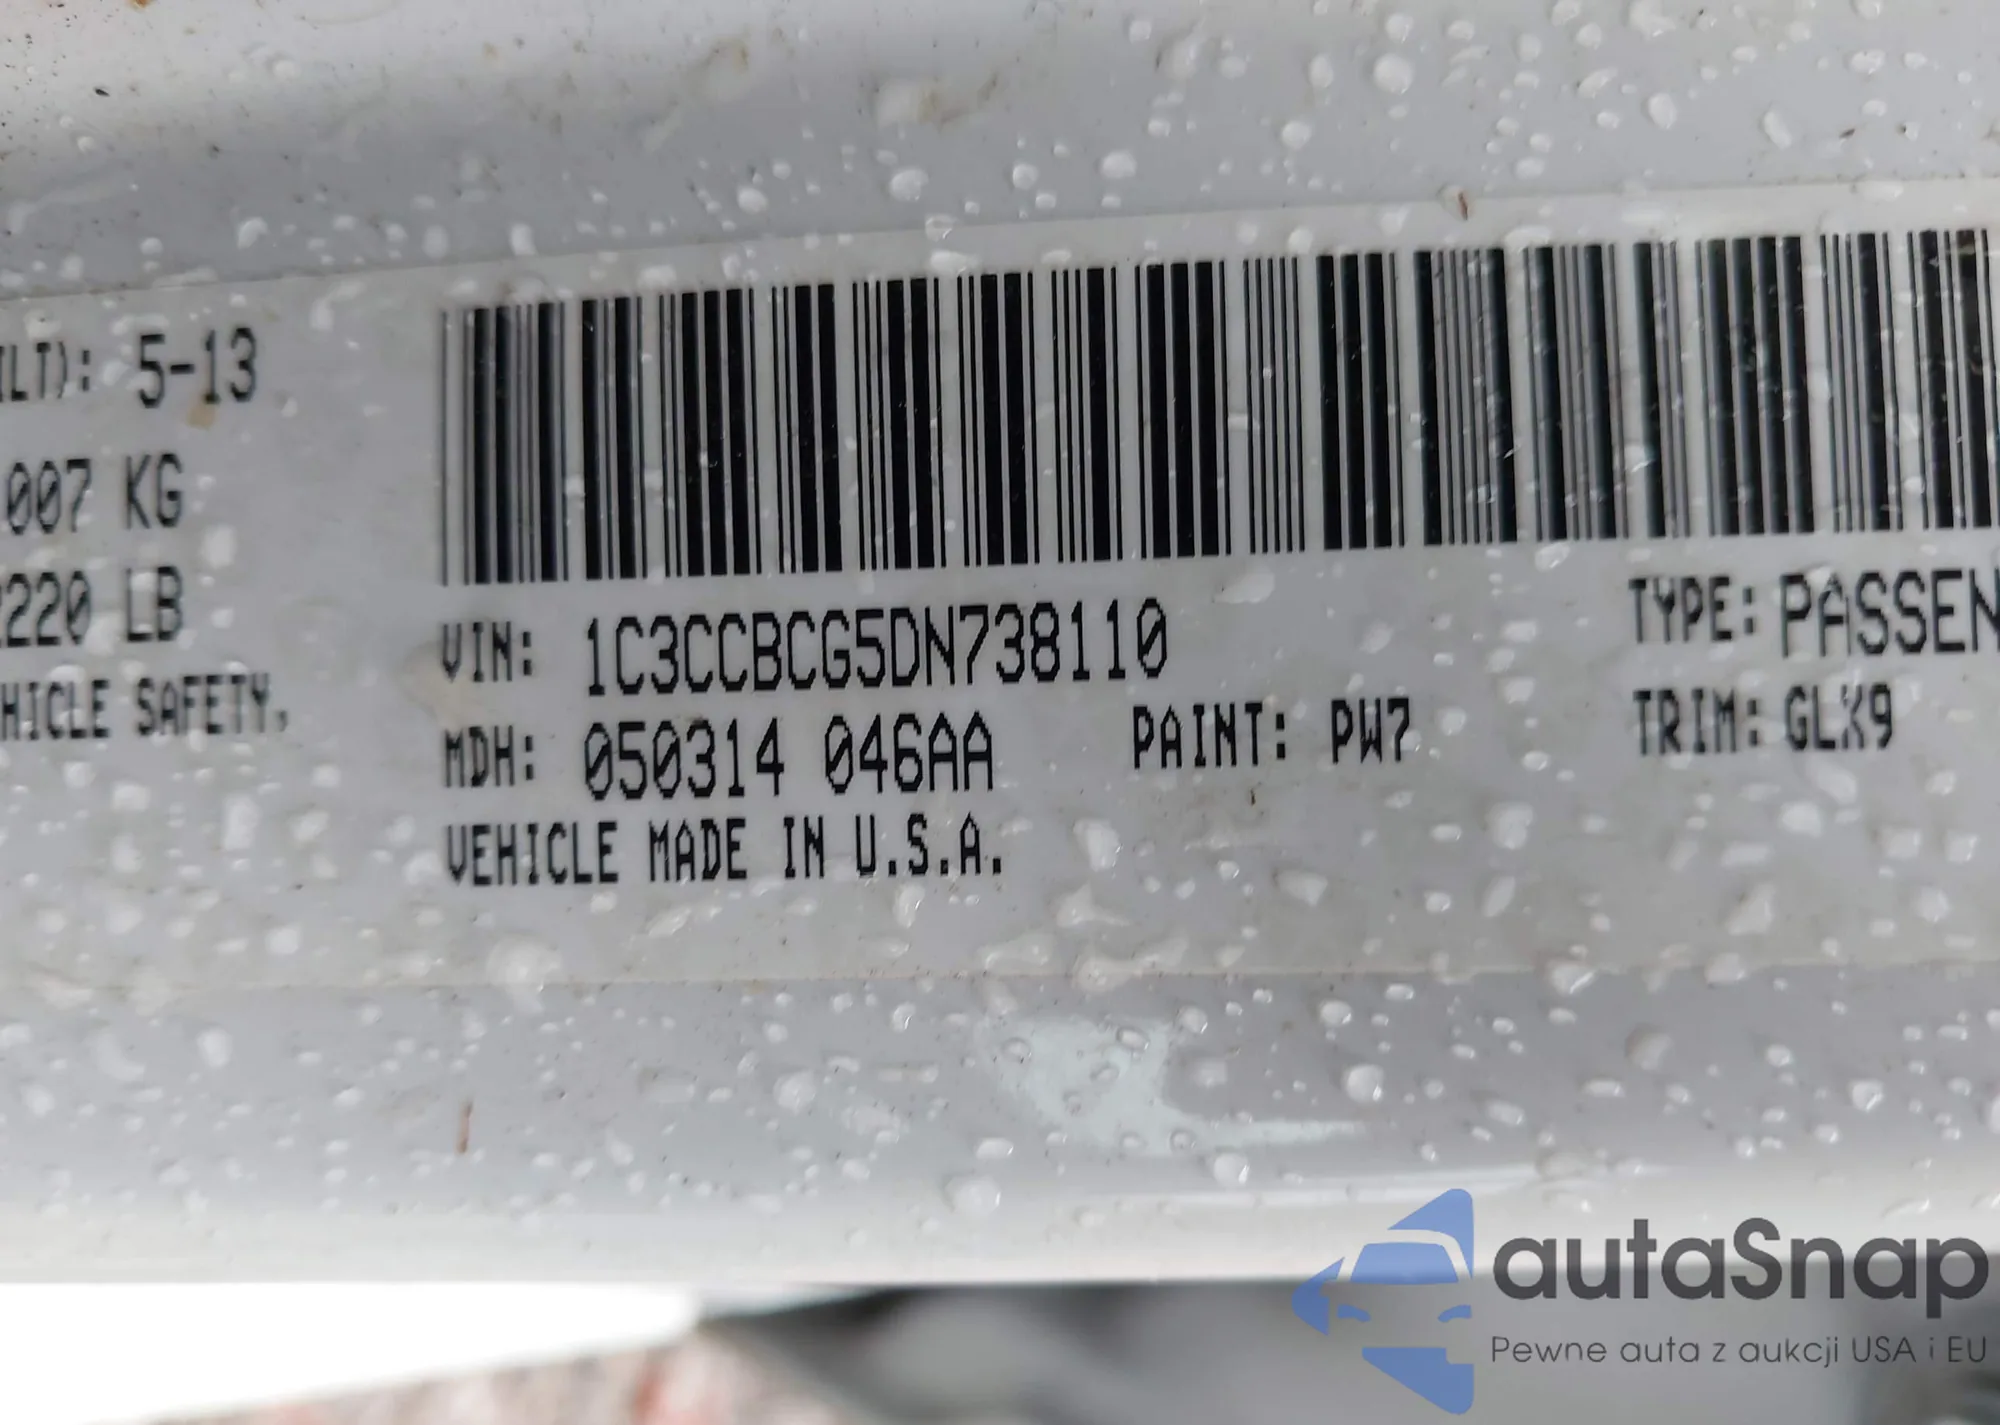 ILT): 5-13
007 KG
2220 LB
HICLE SAFETY,
VIN: 1C3CCBCG5DN738110
TYPE: PASSEN
MDH: 050314 046AA
PAINT: PW7
TRIM: GLX9
VEHICLE MADE IN U.S.A.
autaSnap
Pewne auta z aukcji USA i EU